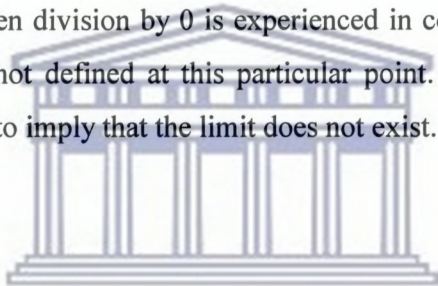 en division by 0 is experienced in co
not defined at this particular point.
to imply that the limit does not exist.